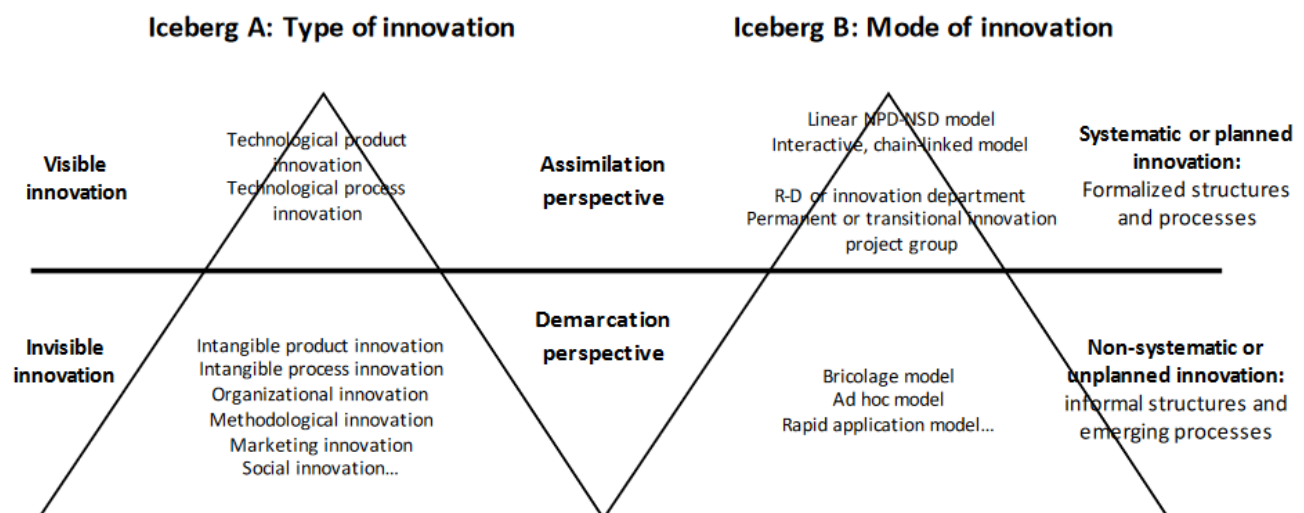 Iceberg A: Type of innovation
Iceberg B: Mode of innovation
Visible
innovation
Technological product
innovation
Technological process
innovation
Assimilation
perspective
Linear NPD-NSD model
Interactive, chain-linked model
R-D or innovation department
Permanent or transitional innovation
project group
Systematic or planned
innovation:
Formalized structures
and processes
Invisible
innovation
Intangible product innovation
Intangible process innovation
Organizational innovation
Methodological innovation
Marketing innovation
Social innovation…
Demarcation
perspective
Bricolage model
Ad hoc model
Rapid application model…
Non-systematic or
unplanned innovation:
informal structures and
emerging processes